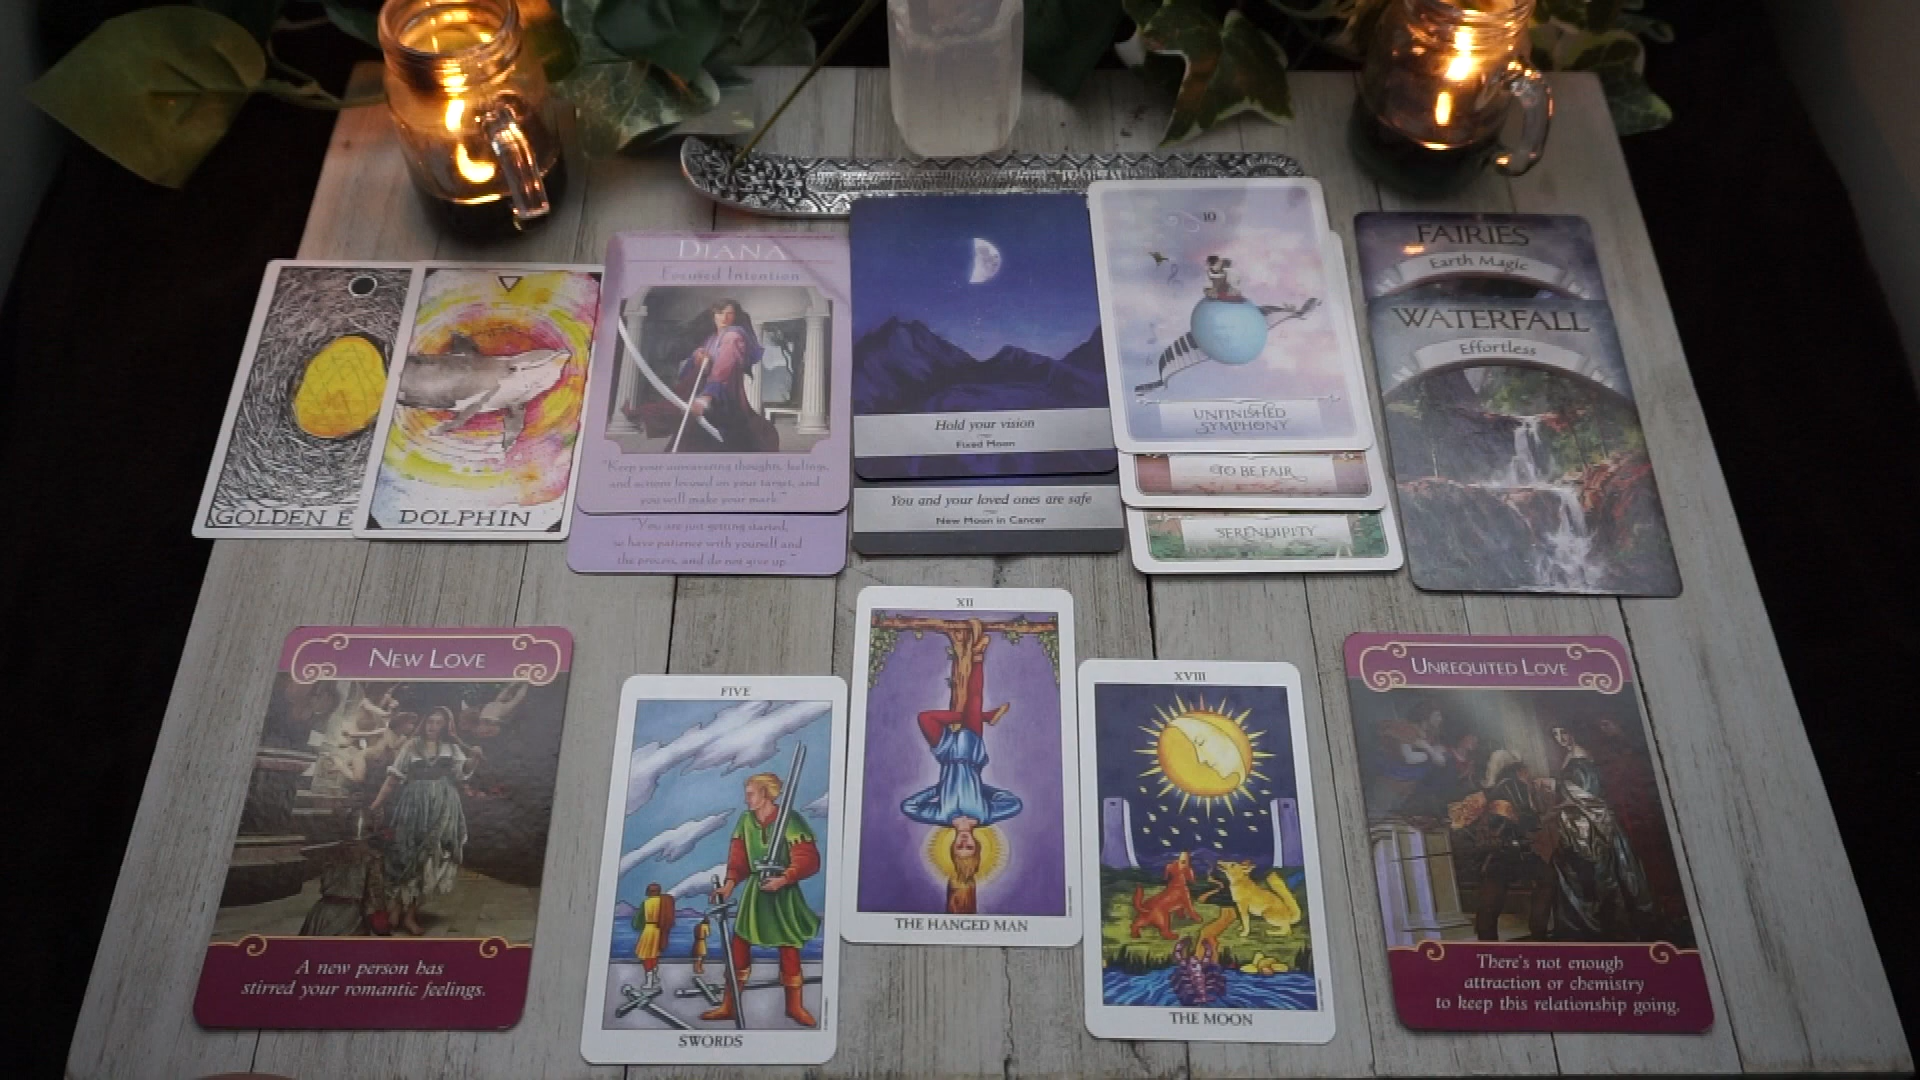 GOLDEN E
DOLPHIN
DIANA
Focused Intention
"Keep your unwavering thoughts, feelings,
and actions focused on your target, and
you will make your mark."
"You are just getting started,
so have patience with yourself and
the process, and do not give up."
Hold your vision
Fixed Moon
You and your loved ones are safe
New Moon in Cancer
10
UNFINISHED
SYMPHONY
TO BE FAIR
SERENDIPITY
FAIRIES
Earth Magic
WATERFALL
Effortless
NEW LOVE
A new person has
stirred your romantic feelings.
FIVE
SWORDS
XII
THE HANGED MAN
XVIII
THE MOON
UNREQUITED LOVE
There's not enough
attraction or chemistry
to keep this relationship going.